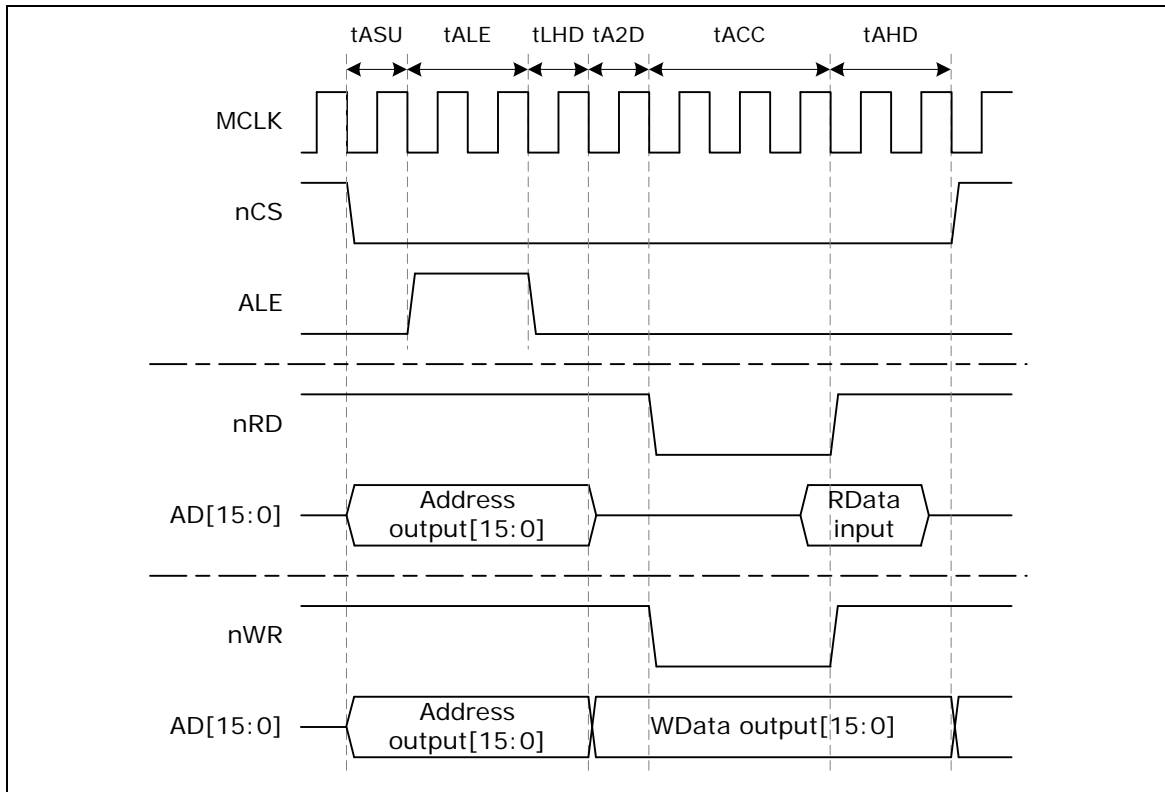 tASU tALE tLHD tA2D tACC tAHD
MCLK
nCS
ALE
nRD
AD[15:0]
Address
output[15:0]
RData
input
nWR
AD[15:0]
Address
output[15:0]
WData output[15:0]